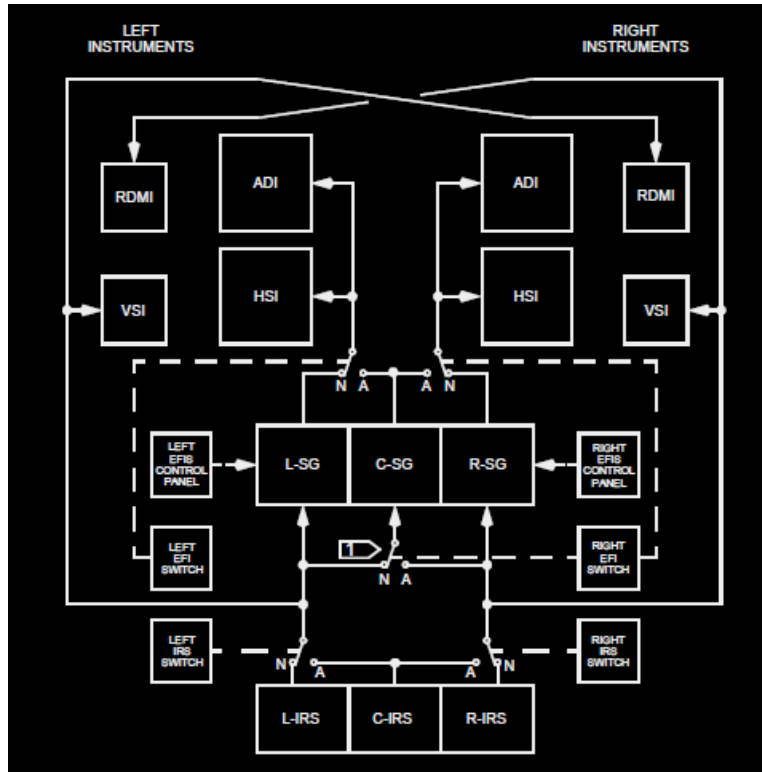 LEFT
INSTRUMENTS
RIGHT
INSTRUMENTS
RDMI
ADI
ADI
RDMI
VSI
HSI
HSI
VSI
N A
A N
LEFT
EFIS
CONTROL
PANEL
L-SG
C-SG
R-SG
RIGHT
EFIS
CONTROL
PANEL
LEFT
EFI
SWITCH
1
N A
RIGHT
EFI
SWITCH
LEFT
IRS
SWITCH
N A
A N
RIGHT
IRS
SWITCH
L-IRS
C-IRS
R-IRS